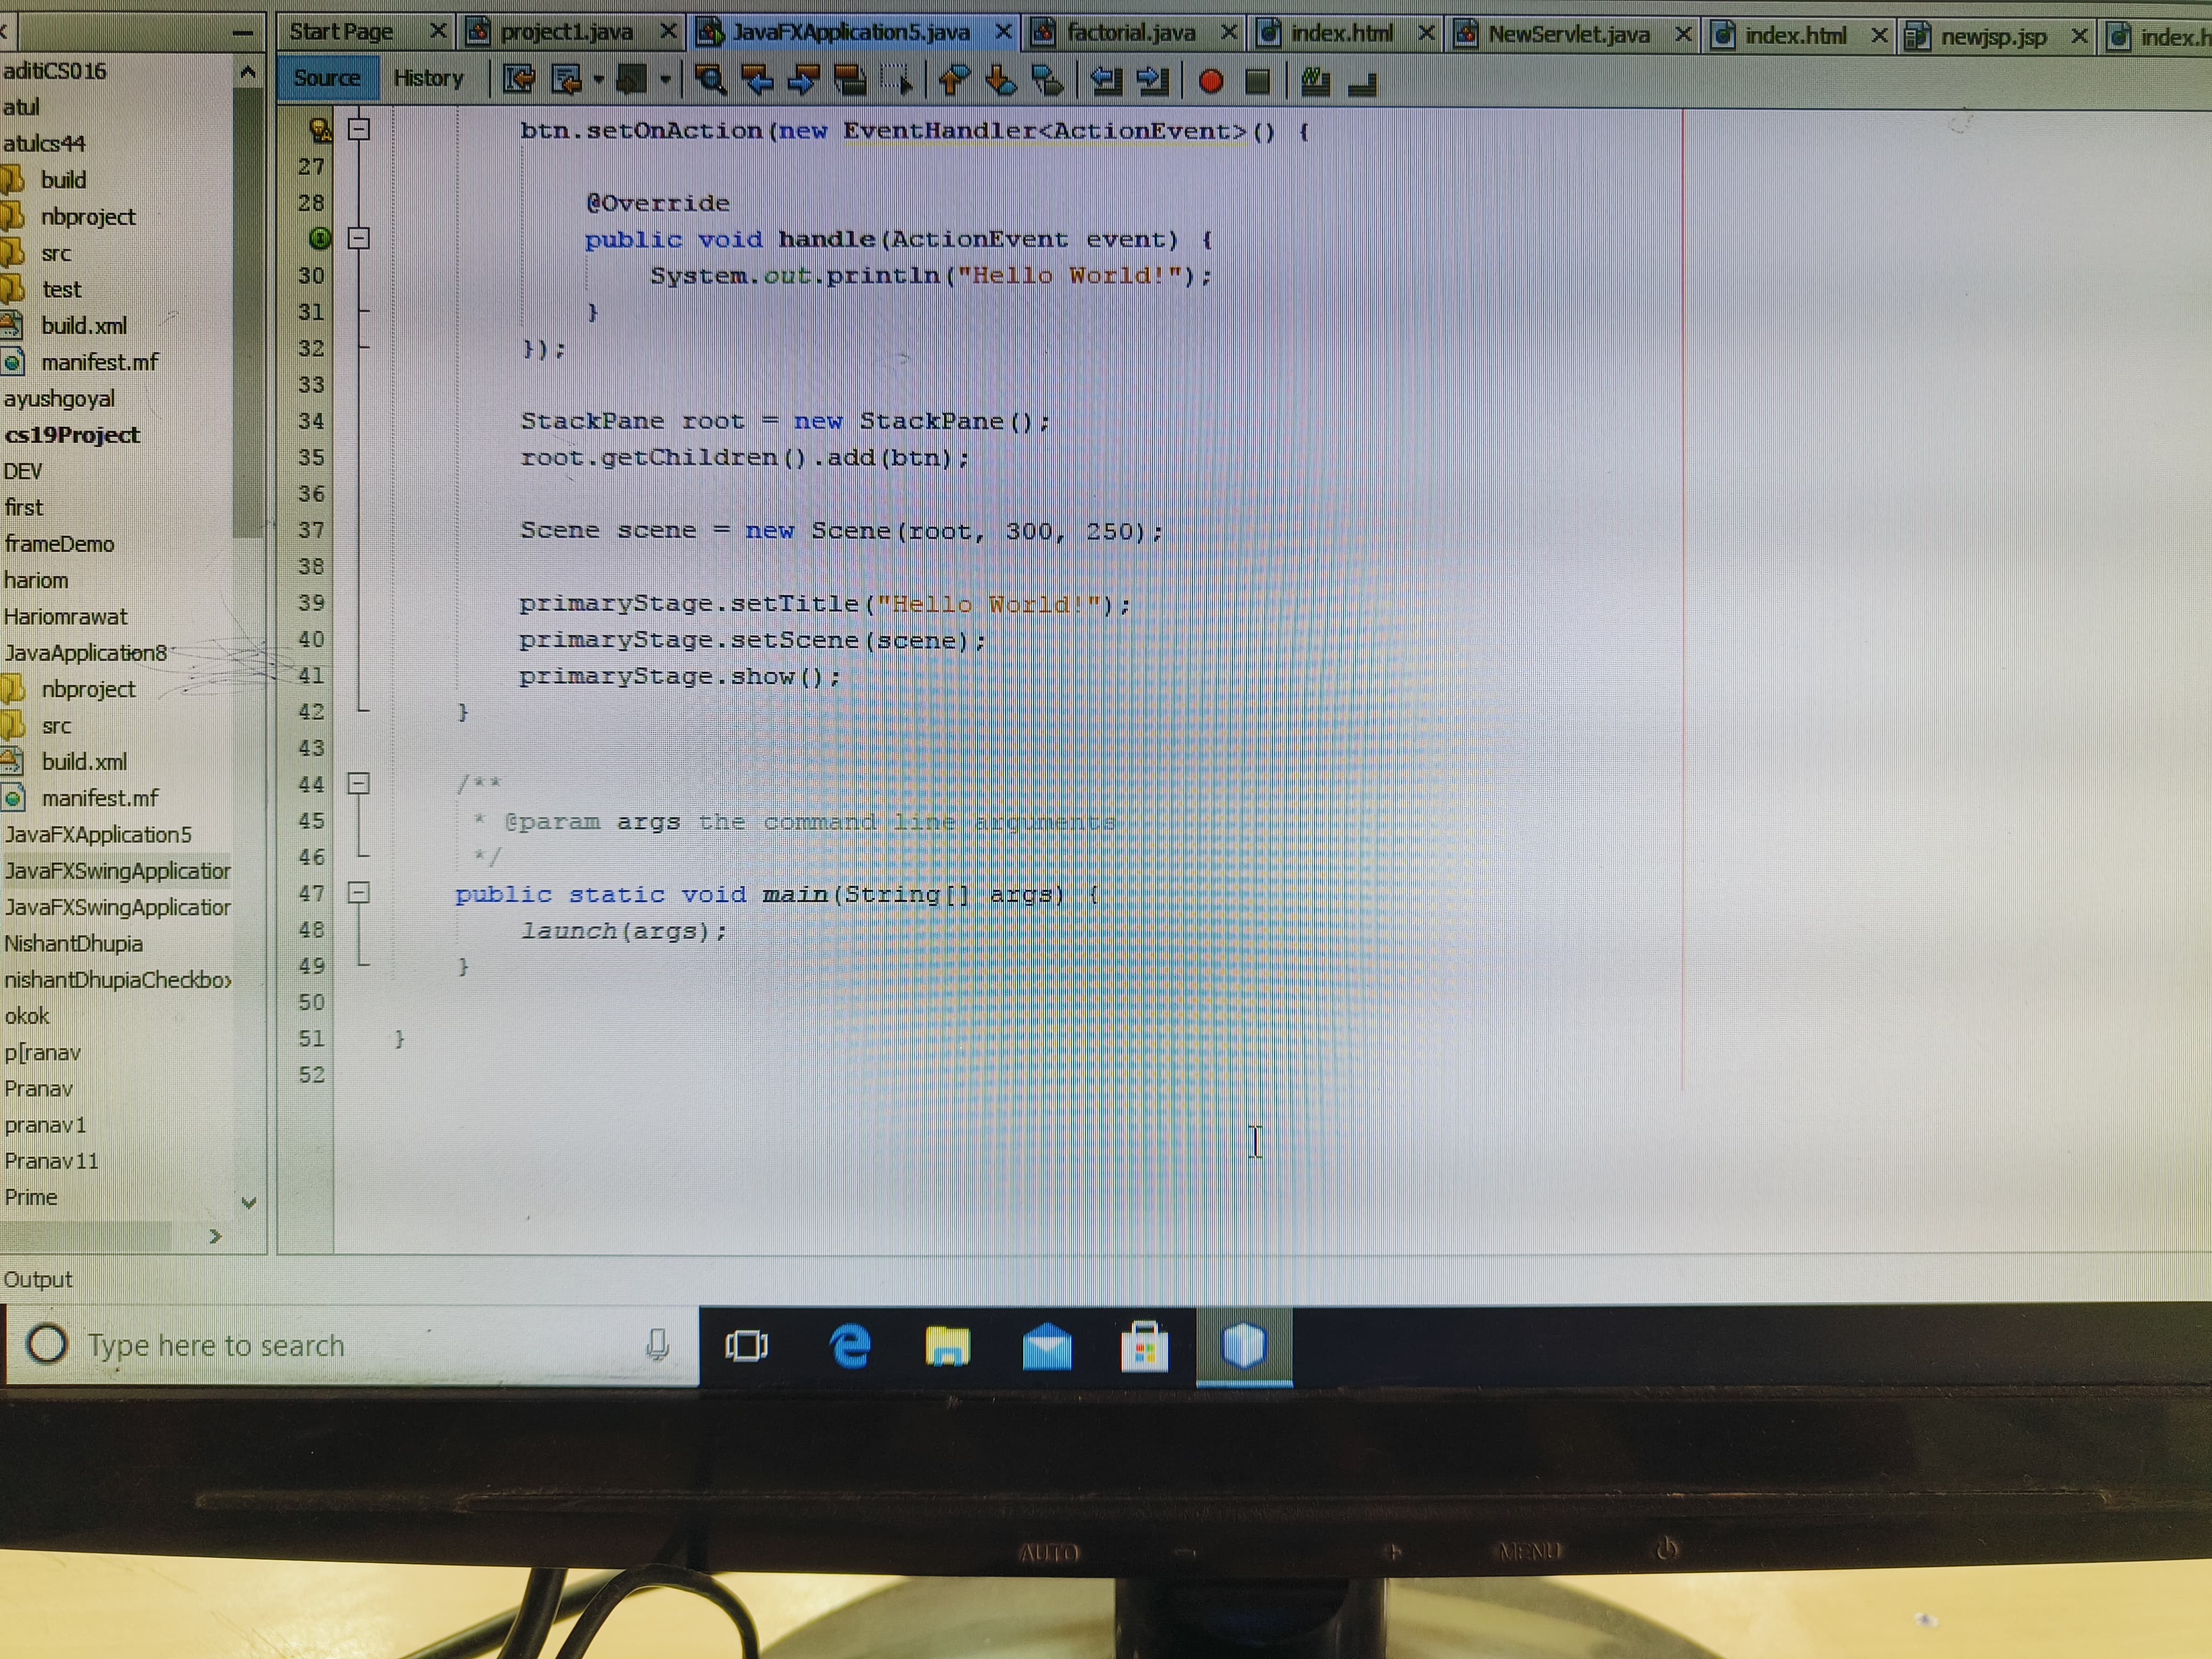 Start Page project1.java JavaFXApplication5.java factorial.java index.html NewServlet.java index.html newjsp.jsp
Source History
aditiCS016
atul
atulcs44
build
nbproject
src
test
build.xml
manifest.mf
ayushgoyal
cs19Project
DEV
first
frameDemo
hariom
Hariomrawat
JavaApplication8
nbproject
src
build.xml
manifest.mf
JavaFXApplication5
JavaFXSwingApplication
JavaFXSwingApplication
NishantDhupia
nishantDhupiaCheckbox
okok
p[ranav
Pranav
pranav1
Pranav11
Prime
btn.setOnAction(new EventHandler<ActionEvent>() {
27
28 @Override
public void handle(ActionEvent event) {
30 System.out.println("Hello World!");
31 }
32 });
33
34 StackPane root = new StackPane();
35 root.getChildren().add(btn);
36
37 Scene scene = new Scene(root, 300, 250);
38
39 primaryStage.setTitle("Hello World!");
40 primaryStage.setScene(scene);
41 primaryStage.show();
42 }
43
44 /**
45 * @param args the command line arguments
46 */
47 public static void main(String[] args) {
48 launch(args);
49 }
50
51 }
52
Output
Type here to search
AUTO - + MENU